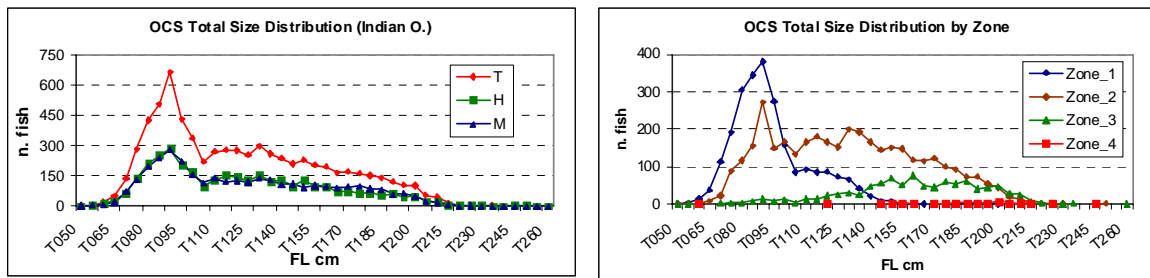 OCS Total Size Distribution (Indian O.)
n. fish
750
600
450
300
150
0
T
H
M
T050
T065
T080
T095
T110
T125
T140
T155
T170
T185
T200
T215
T230
T245
T260
FL cm
OCS Total Size Distribution by Zone
n. fish
400
300
200
100
0
Zone_1
Zone_2
Zone_3
Zone_4
T050
T065
T080
T095
T110
T125
T140
T155
T170
T185
T200
T215
T230
T245
T260
FL cm